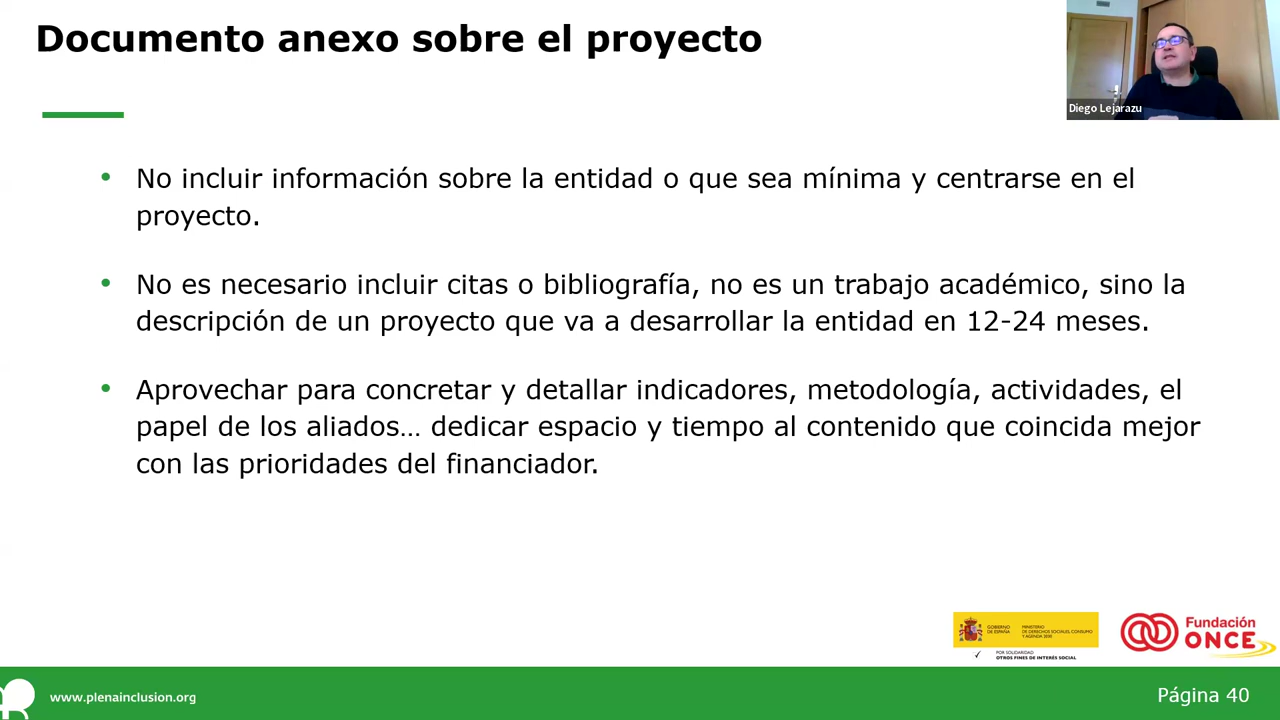 Documento anexo sobre el proyecto
Diego Lejarazu
• No incluir información sobre la entidad o que sea mínima y centrarse en el
proyecto.
• No es necesario incluir citas o bibliografía, no es un trabajo académico, sino la
descripción de un proyecto que va a desarrollar la entidad en 12-24 meses.
• Aprovechar para concretar y detallar indicadores, metodología, actividades, el
papel de los aliados… dedicar espacio y tiempo al contenido que coincida mejor
con las prioridades del financiador.
GOBIERNO
DE ESPAÑA
MINISTERIO
DE DERECHOS SOCIALES, CONSUMO
Y AGENDA 2030
POR SOLIDARIDAD
OTROS FINES DE INTERÉS SOCIAL
Fundación
ONCE
www.plenainclusion.org
Página 40